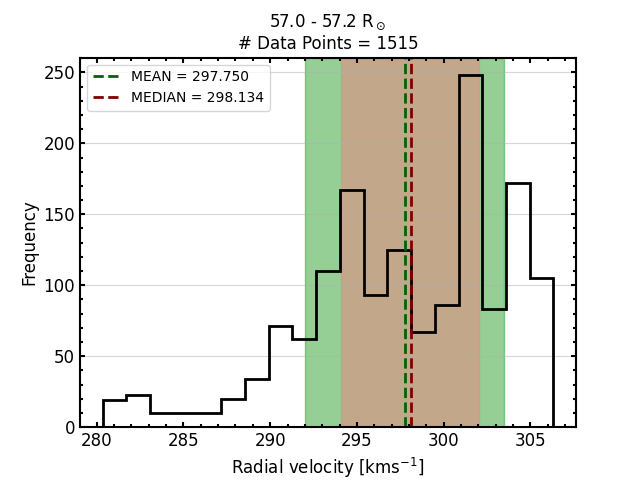 57.0 - 57.2 R⊙
# Data Points = 1515
MEAN = 297.750
MEDIAN = 298.134
250
200
150
100
50
0
Frequency
280 285 290 295 300 305
Radial velocity [kms⁻¹]